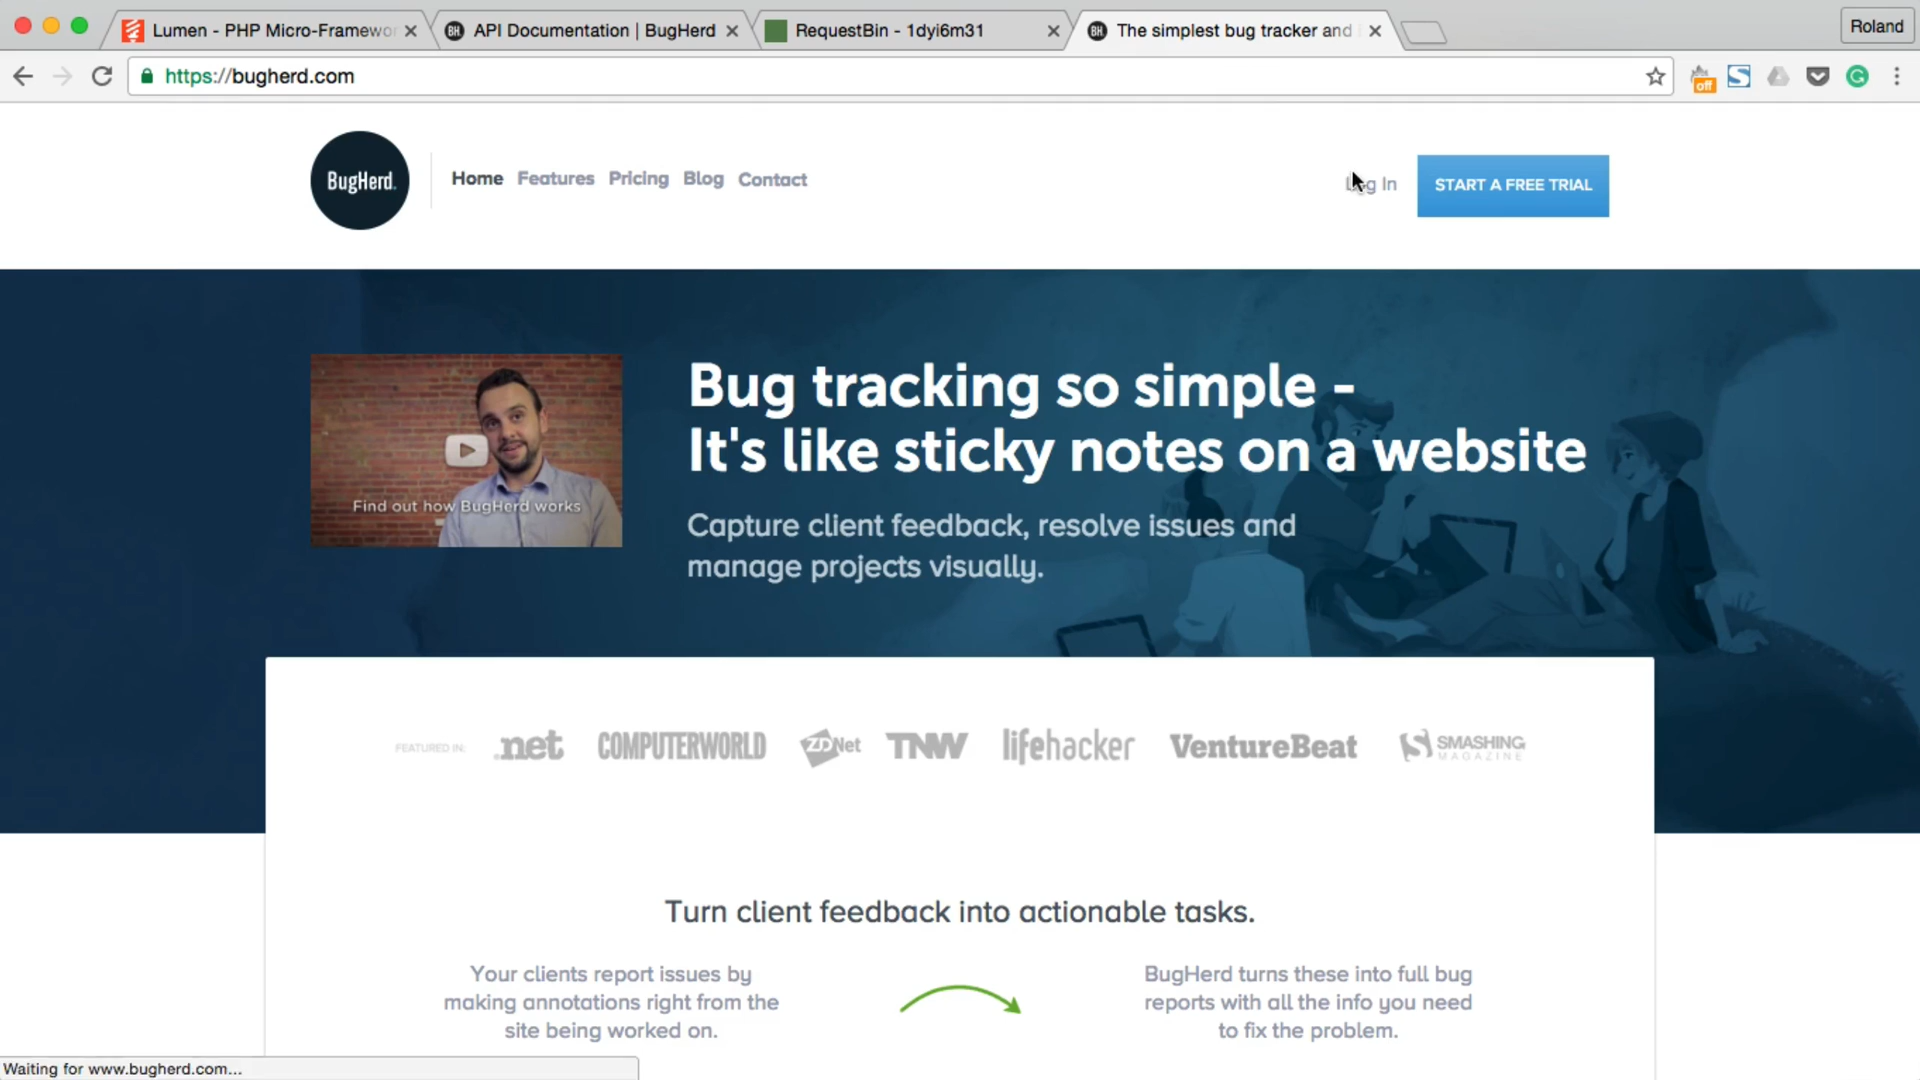 Lumen - PHP Micro-Framewo
API Documentation | BugHerd
RequestBin - 1dyi6m31
The simplest bug tracker and
Roland
https://bugherd.com
off
BugHerd.
Home Features Pricing Blog Contact
Log In
START A FREE TRIAL
Find out how BugHerd works
Bug tracking so simple -
It's like sticky notes on a website
Capture client feedback, resolve issues and
manage projects visually.
FEATURED IN:
.net
COMPUTERWORLD
ZDNet
TNW
lifehacker
VentureBeat
SMASHING
MAGAZINE
Turn client feedback into actionable tasks.
Your clients report issues by
making annotations right from the
site being worked on.
BugHerd turns these into full bug
reports with all the info you need
to fix the problem.
Waiting for www.bugherd.com...